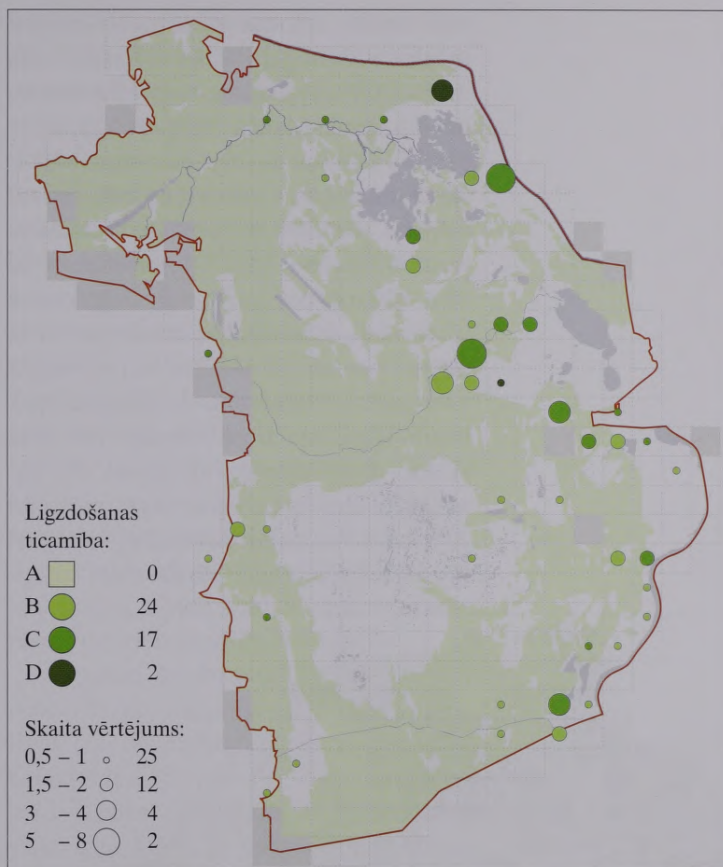 Ligzdošanas
ticamība:
A 0
B 24
C 17
D 2
Skaita vērtējums:
0,5 – 1 25
1,5 – 2 12
3 – 4 4
5 – 8 2